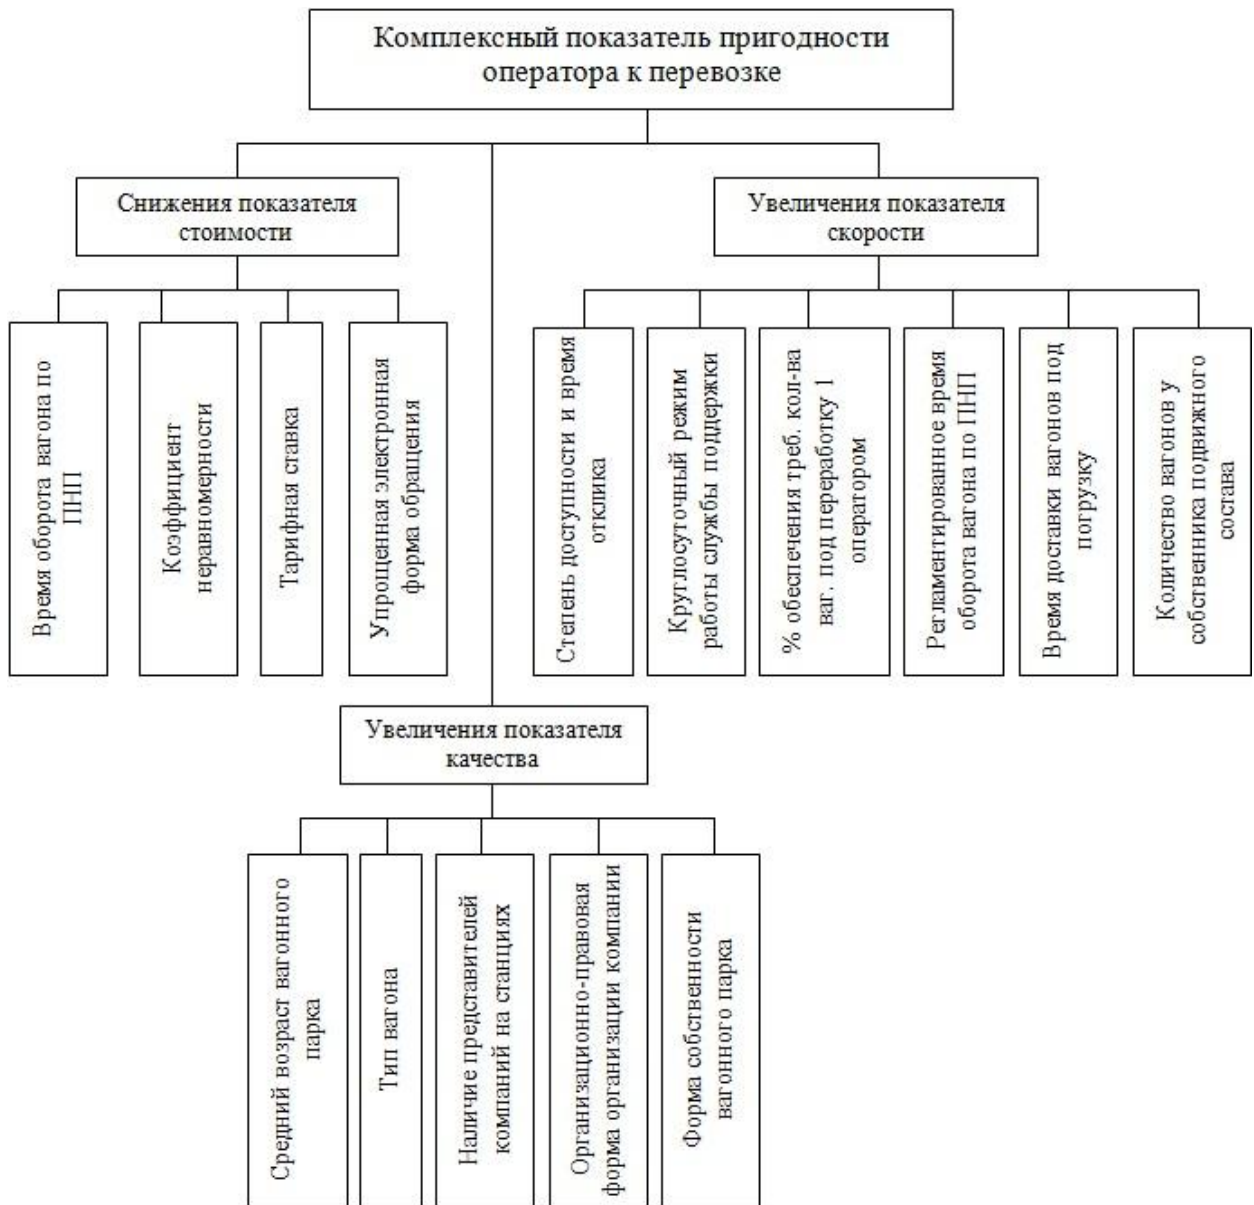 Комплексный показатель пригодности
оператора к перевозке
Снижения показателя
стоимости
Увеличения показателя
скорости
Время оборота вагона по
ПНП
Коэффициент
неравномерности
Тарифная ставка
Упрощенная электронная
форма обращения
Степень доступности и время
отклика
Круглосуточный режим
работы службы поддержки
% обеспечения треб. кол-ва
ваг. под переработку 1
оператором
Регламентированное время
оборота вагона по ПНП
Время доставки вагонов под
погрузку
Количество вагонов у
собственника подвижного
состава
Увеличения показателя
качества
Средний возраст вагонного
парка
Тип вагона
Наличие представителей
компаний на станциях
Организационно-правовая
форма организации компании
Форма собственности
вагонного парка